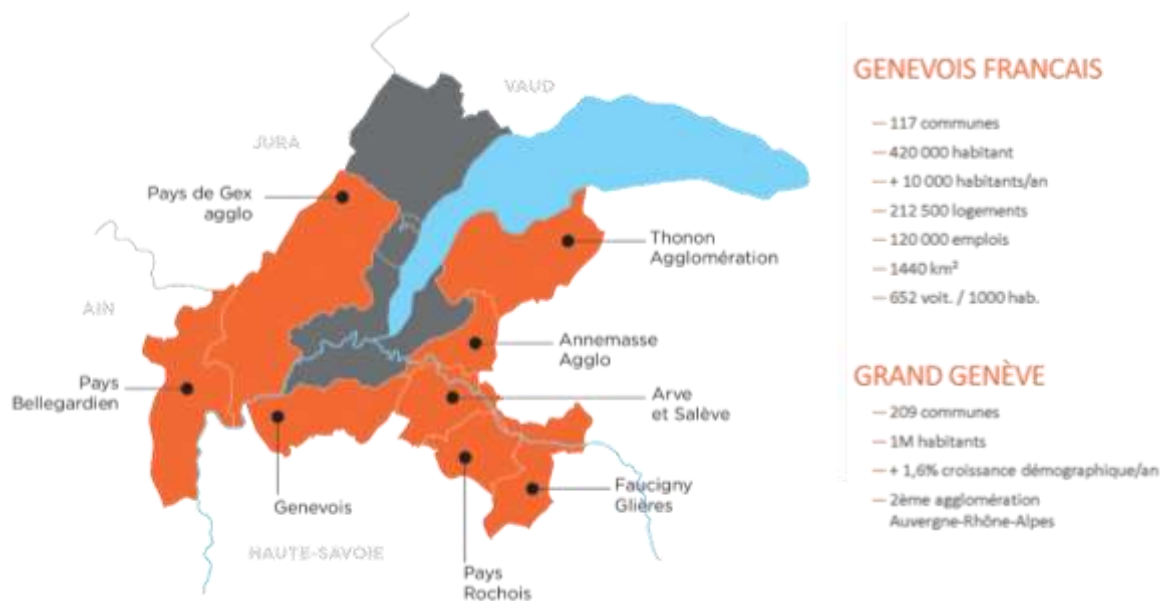 VAUD
JURA
Pays de Gex
agglo
Thonon
Agglomération
AIN
Annemasse
Agglo
Pays
Bellegardien
Arve
et Salève
Genevois
Faucigny
Glières
HAUTE-SAVOIE
Pays
Rochois
GENEVOIS FRANCAIS
— 117 communes
— 420 000 habitant
— + 10 000 habitants/an
— 212 500 logements
— 120 000 emplois
— 1440 km²
— 652 voit. / 1000 hab.
GRAND GENÈVE
— 209 communes
— 1M habitants
— + 1,6% croissance démographique/an
— 2ème agglomération
Auvergne-Rhône-Alpes